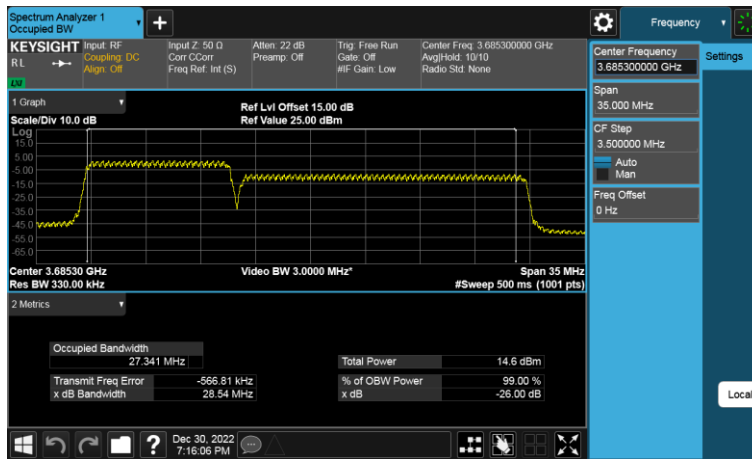 Spectrum Analyzer 1
Occupied BW
Frequency
KEYSIGHT
RL
LXI
Input: RF
Coupling: DC
Align: Off
Input Z: 50 Ω
Corr CCorr
Freq Ref: Int (S)
Atten: 22 dB
Preamp: Off
Trig: Free Run
Gate: Off
#IF Gain: Low
Center Freq: 3.685300000 GHz
Avg|Hold: 10/10
Radio Std: None
Center Frequency
3.685300000 GHz
Settings
Span
35.000 MHz
CF Step
3.500000 MHz
Auto
Man
Freq Offset
0 Hz
1 Graph
Scale/Div 10.0 dB
Ref Lvl Offset 15.00 dB
Ref Value 25.00 dBm
Log
15.0
5.00
-5.00
-15.0
-25.0
-35.0
-45.0
-55.0
-65.0
Center 3.68530 GHz
Video BW 3.0000 MHz*
Span 35 MHz
Res BW 330.00 kHz
#Sweep 500 ms (1001 pts)
2 Metrics
Occupied Bandwidth
27.341 MHz
Total Power 14.6 dBm
Transmit Freq Error -566.81 kHz
% of OBW Power 99.00 %
x dB Bandwidth 28.54 MHz
x dB -26.00 dB
Local
?
Dec 30, 2022
7:16:06 PM